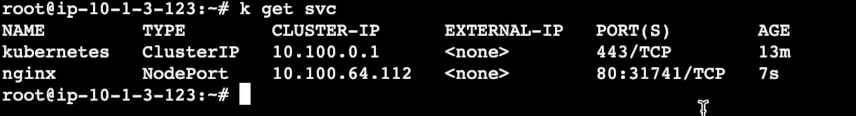 root@ip-10-1-3-123:~# k get svc
NAME         TYPE        CLUSTER-IP      EXTERNAL-IP   PORT(S)        AGE
kubernetes   ClusterIP   10.100.0.1      <none>        443/TCP        13m
nginx        NodePort    10.100.64.112   <none>        80:31741/TCP   7s
root@ip-10-1-3-123:~#